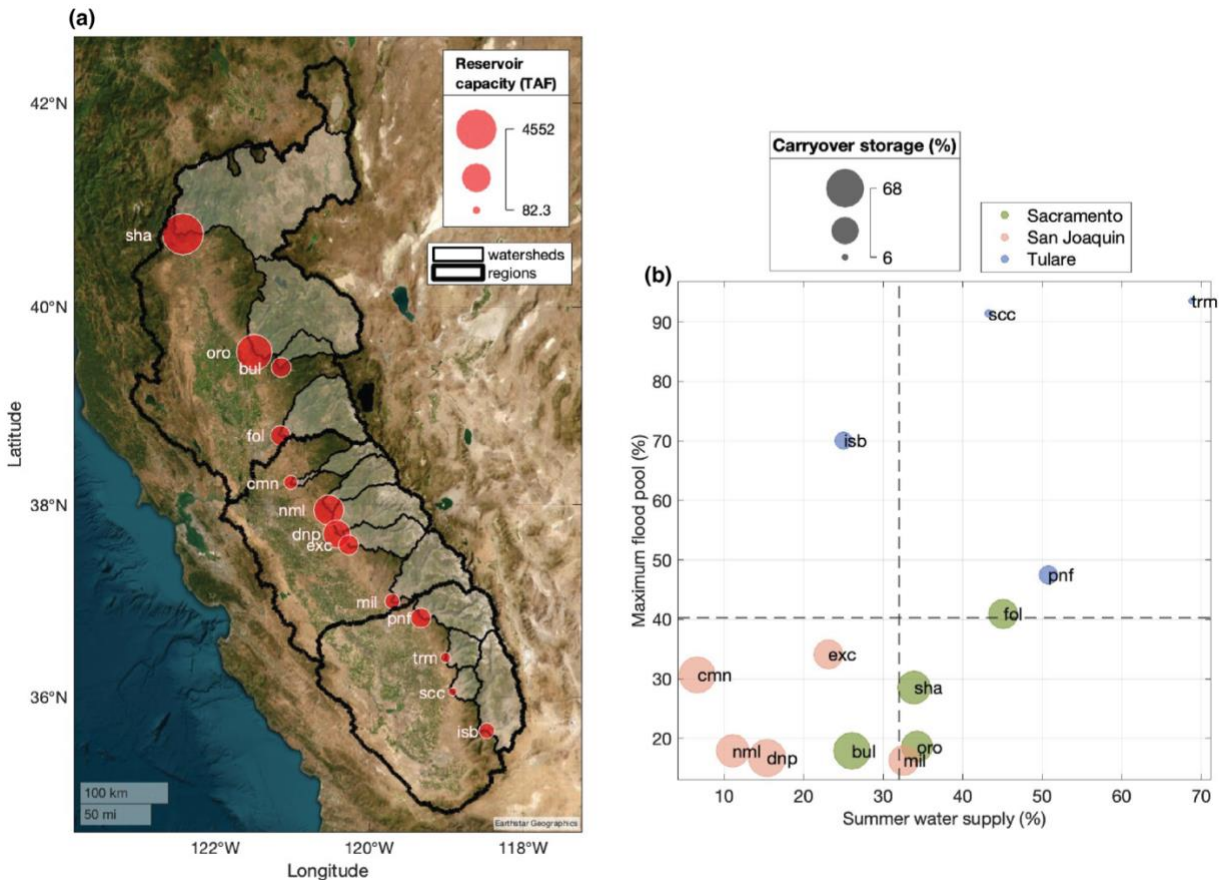 (a)
Reservoir
capacity (TAF)
4552
82.3
watersheds
regions
42°N
40°N
38°N
36°N
Latitude
sha
oro
bul
fol
cmn
nml
dnp
exc
mil
pnf
trm
scc
isb
100 km
50 mi
Earthstar Geographics
122°W
120°W
118°W
Longitude
Carryover storage (%)
68
6
Sacramento
San Joaquin
Tulare
(b)
90
80
70
60
50
40
30
20
Maximum flood pool (%)
trm
scc
isb
pnf
fol
exc
cmn
sha
nml
dnp
bul
oro
mil
10
20
30
40
50
60
70
Summer water supply (%)